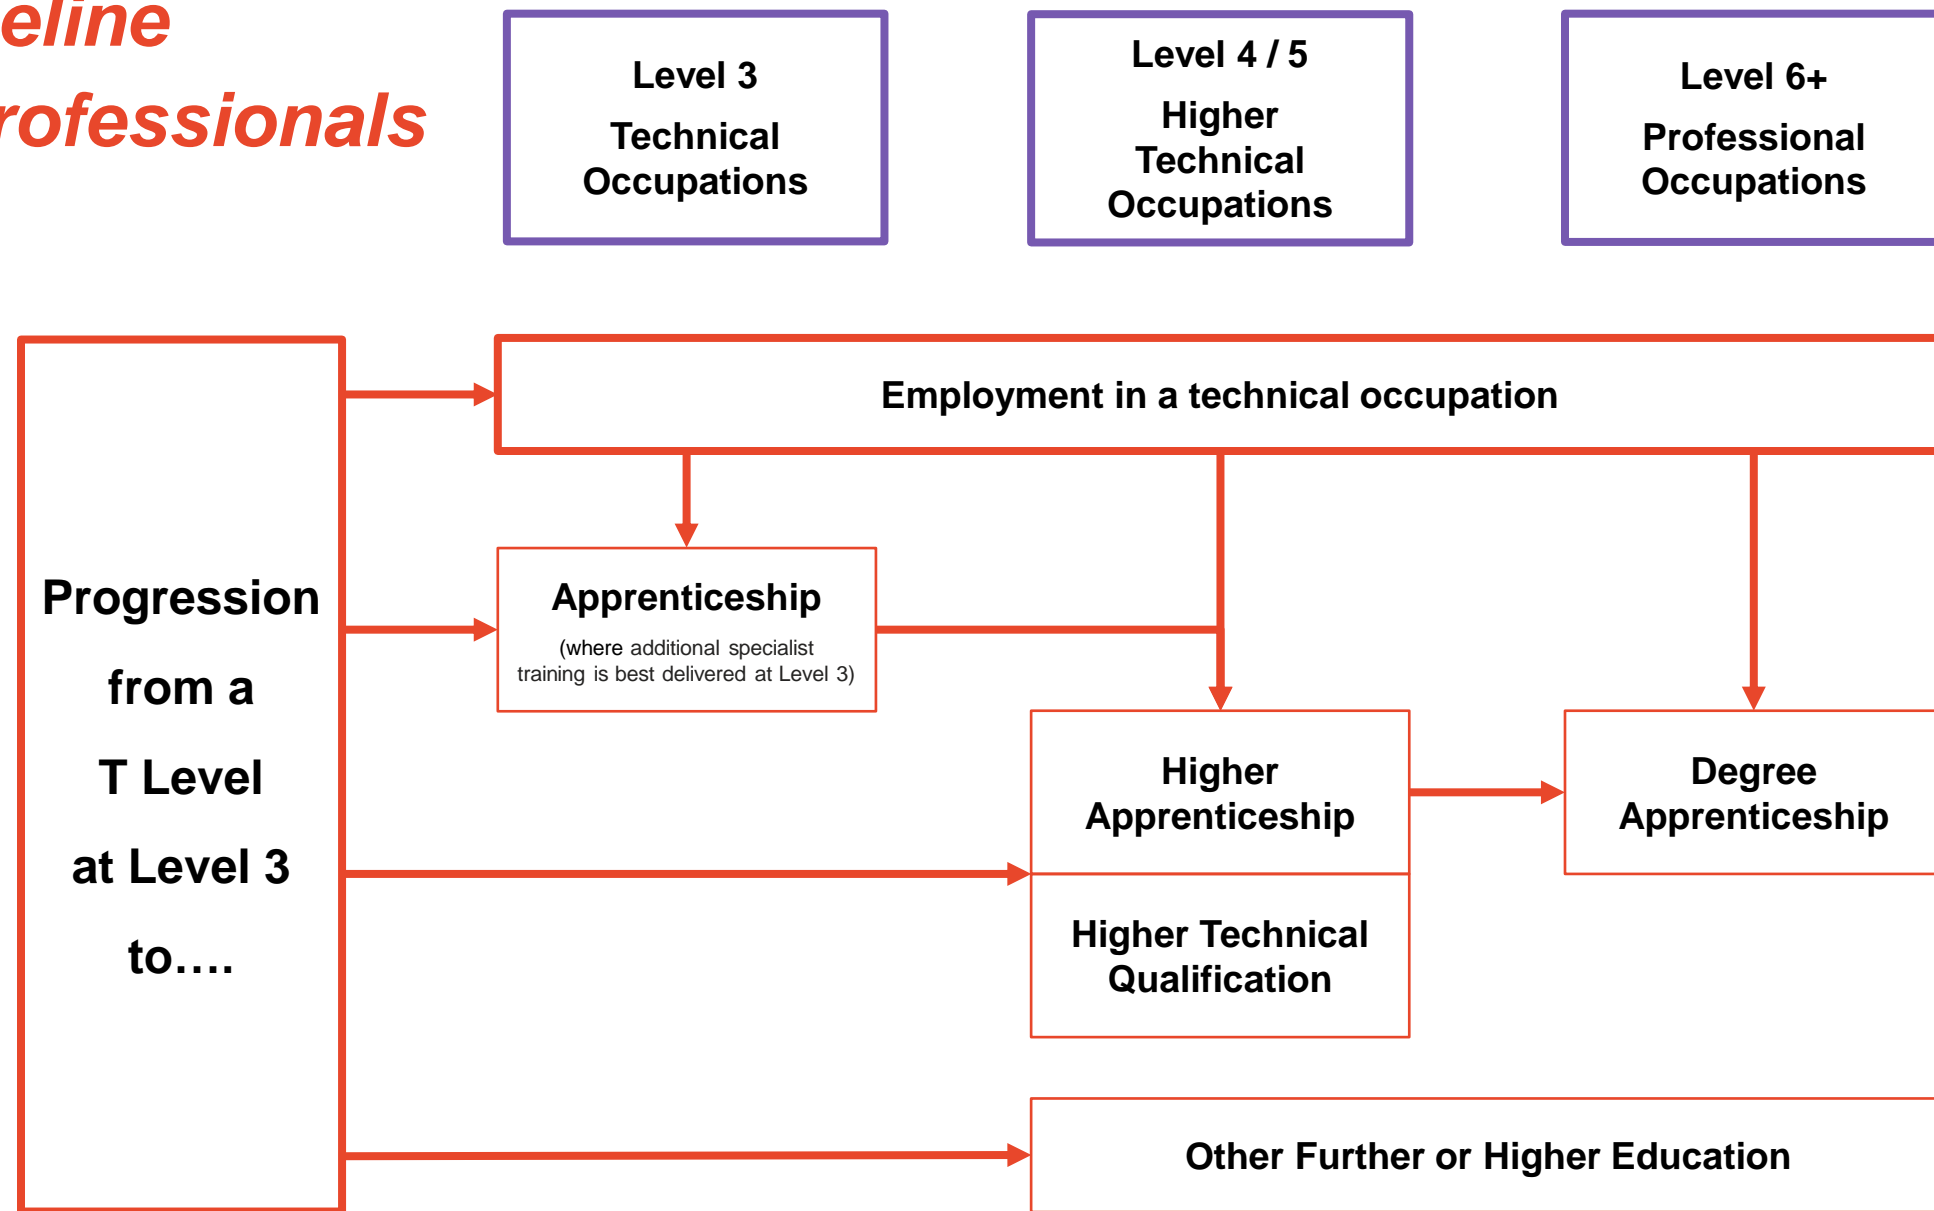 eline
rofessionals
Level 3
Technical
Occupations
Level 4 / 5
Higher
Technical
Occupations
Level 6+
Professional
Occupations
Employment in a technical occupation
Progression
from a
T Level
at Level 3
to….
Apprenticeship
(where additional specialist
training is best delivered at Level 3)
Higher
Apprenticeship
Degree
Apprenticeship
Higher Technical
Qualification
Other Further or Higher Education